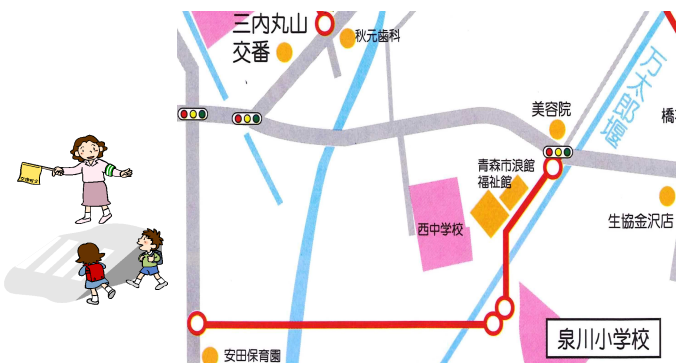 三内丸山
交番
秋元歯科
美容院
万太郎堰
橋本
青森市浪館
福祉館
西中学校
生協金沢店
泉川小学校
安田保育園